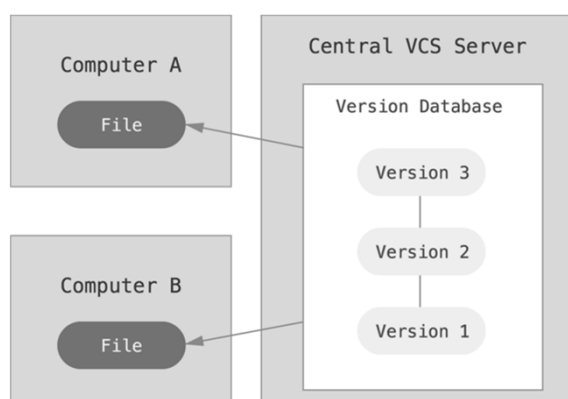 Computer A
File
Computer B
File
Central VCS Server
Version Database
Version 3
Version 2
Version 1